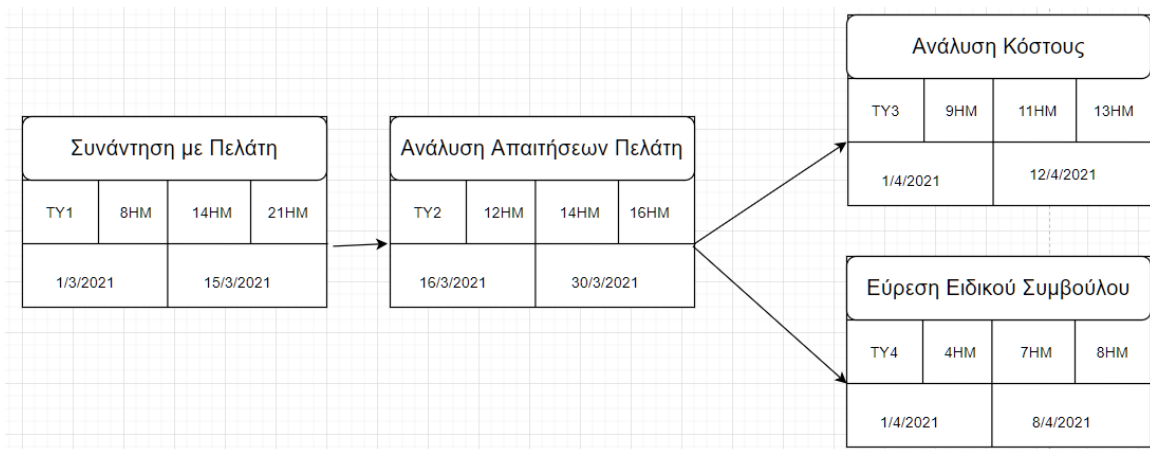 Ανάλυση Κόστους
ΤΥ3 9ΗΜ 11ΗΜ 13ΗΜ
1/4/2021 12/4/2021
Συνάντηση με Πελάτη
ΤΥ1 8ΗΜ 14ΗΜ 21ΗΜ
1/3/2021 15/3/2021
Ανάλυση Απαιτήσεων Πελάτη
ΤΥ2 12ΗΜ 14ΗΜ 16ΗΜ
16/3/2021 30/3/2021
Εύρεση Ειδικού Συμβούλου
ΤΥ4 4ΗΜ 7ΗΜ 8ΗΜ
1/4/2021 8/4/2021